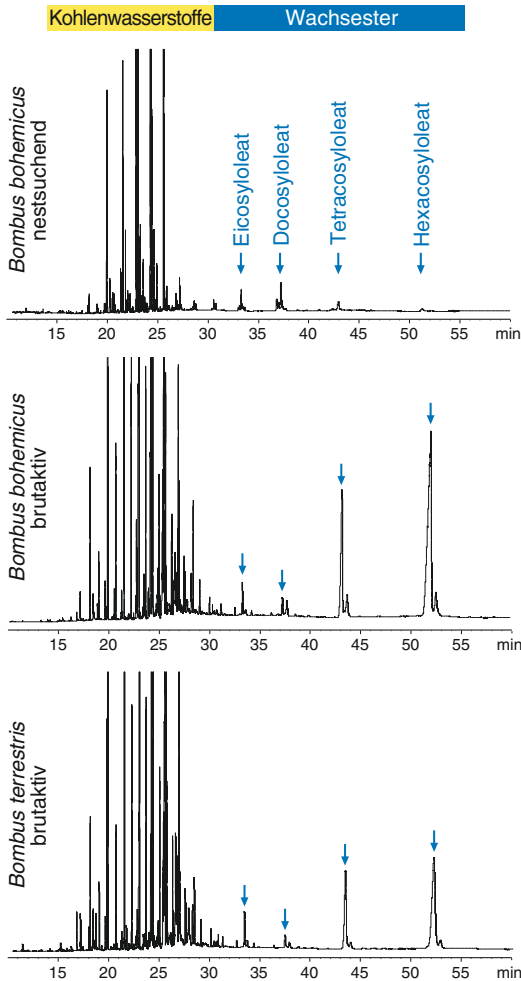 Kohlenwasserstoffe Wachsester
Bombus bohemicus
nestsuchend
Eicosyloleat
Docosyloleat
Tetracosyloleat
Hexacosyloleat
15 20 25 30 35 40 45 50 55 min
Bombus bohemicus
brutaktiv
15 20 25 30 35 40 45 50 55 min
Bombus terrestris
brutaktiv
15 20 25 30 35 40 45 50 55 min